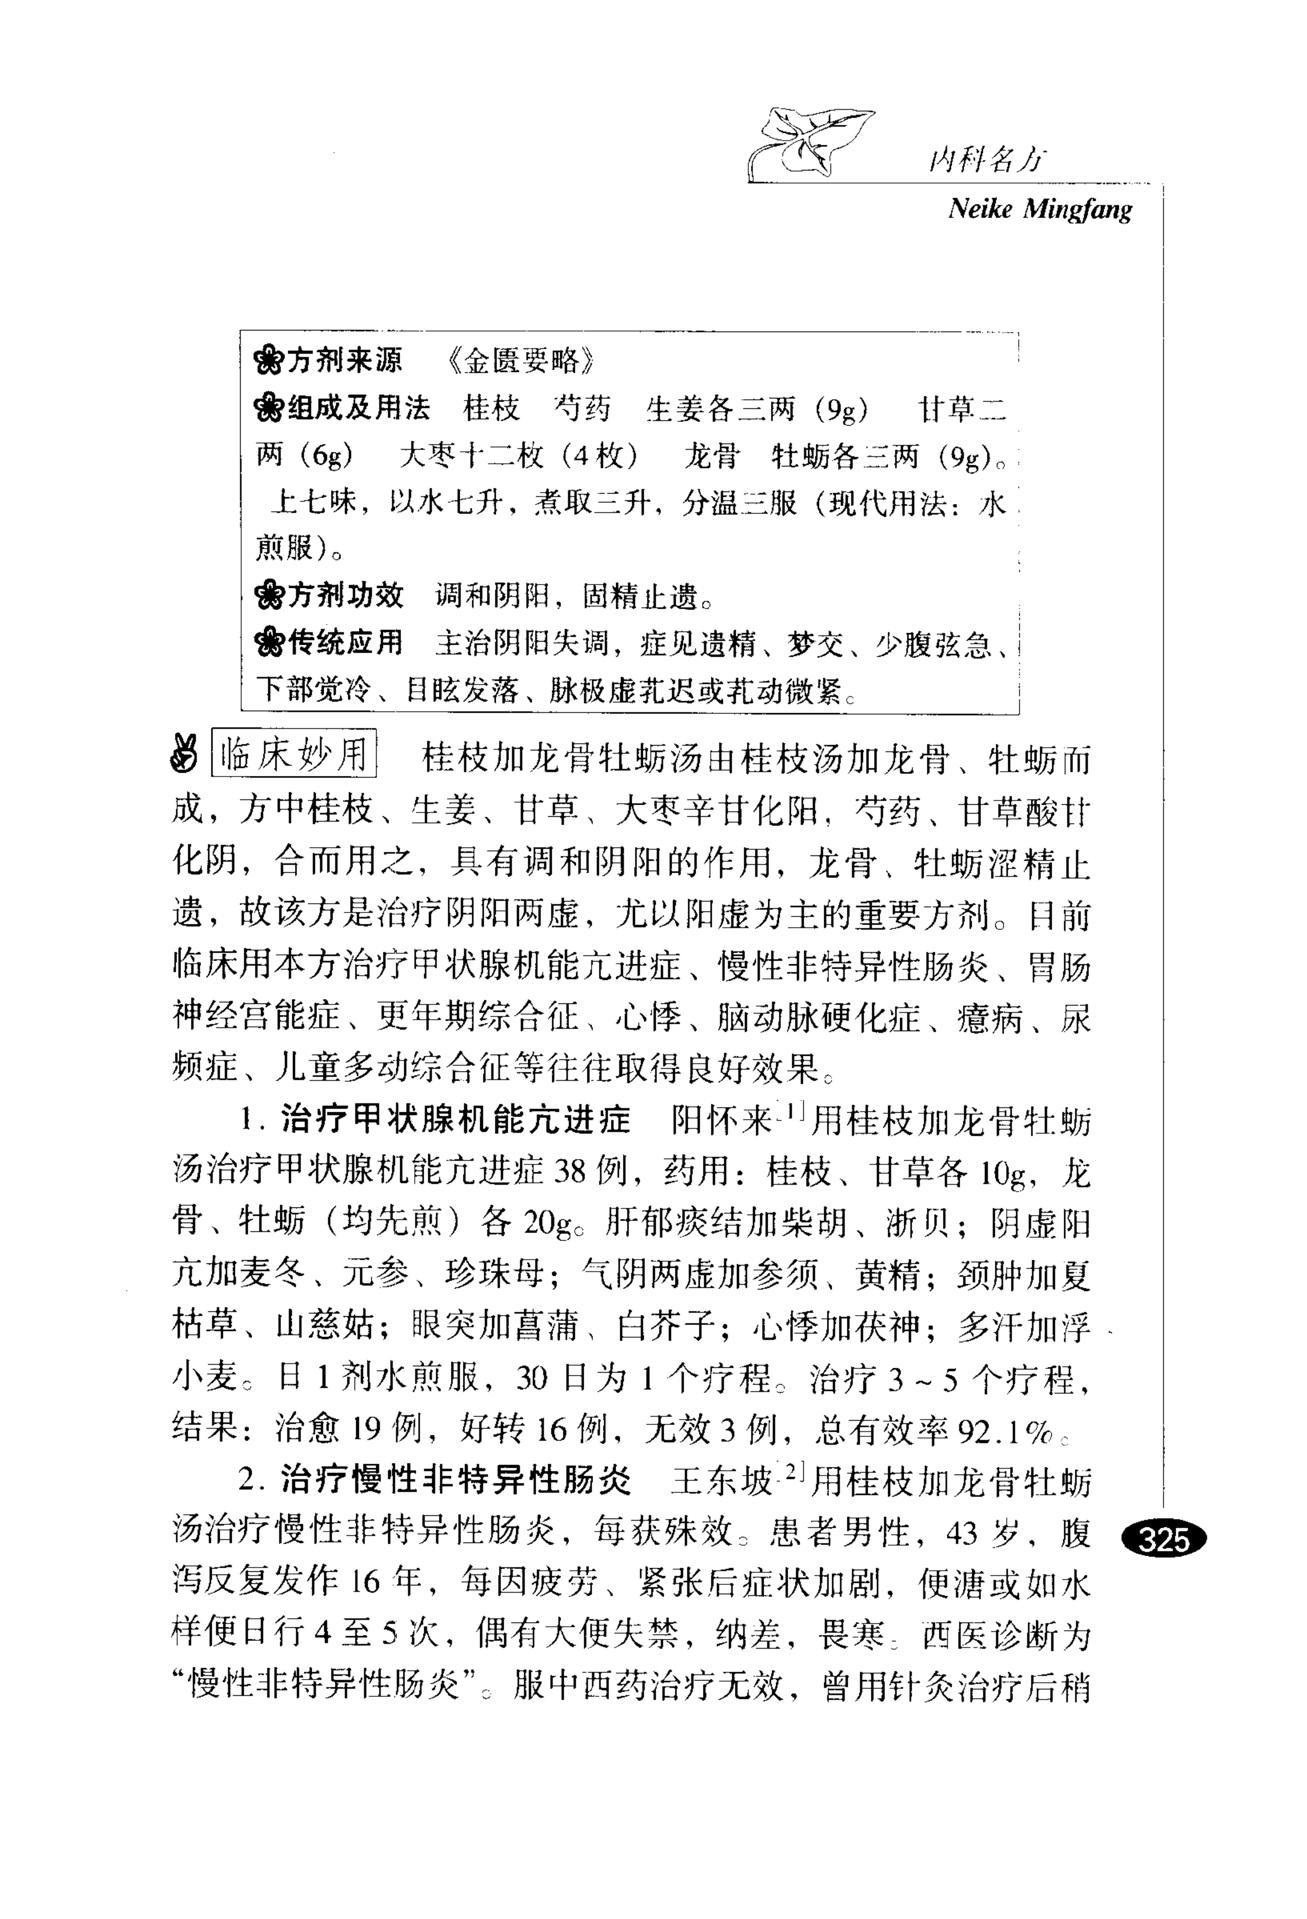 内科名方
Neike Mingfang
方剂来源 《金匮要略》
组成及用法 桂枝 芍药 生姜各三两（9g） 甘草二
两（6g） 大枣十二枚（4枚） 龙骨 牡蛎各三两（9g）。
上七味，以水七升，煮取三升，分温三服（现代用法：水
煎服）。
方剂功效 调和阴阳，固精止遗。
传统应用 主治阴阳失调，症见遗精、梦交、少腹弦急、
下部觉冷、目眩发落、脉极虚芤迟或芤动微紧。
临床妙用 桂枝加龙骨牡蛎汤由桂枝汤加龙骨、牡蛎而
成，方中桂枝、生姜、甘草、大枣辛甘化阳，芍药、甘草酸甘
化阴，合而用之，具有调和阴阳的作用，龙骨、牡蛎涩精止
遗，故该方是治疗阴阳两虚，尤以阳虚为主的重要方剂。目前
临床用本方治疗甲状腺机能亢进症、慢性非特异性肠炎、胃肠
神经官能症、更年期综合征、心悸、脑动脉硬化症、癔病、尿
频症、儿童多动综合征等往往取得良好效果。
1. 治疗甲状腺机能亢进症 阳怀来[1]用桂枝加龙骨牡蛎
汤治疗甲状腺机能亢进症 38 例，药用：桂枝、甘草各 10g，龙
骨、牡蛎（均先煎）各 20g。肝郁痰结加柴胡、浙贝；阴虚阳
亢加麦冬、元参、珍珠母；气阴两虚加参须、黄精；颈肿加夏
枯草、山慈姑；眼突加菖蒲、白芥子；心悸加茯神；多汗加浮
小麦。日 1 剂水煎服，30 日为 1 个疗程。治疗 3～5 个疗程，
结果：治愈 19 例，好转 16 例，无效 3 例，总有效率 92.1%。
2. 治疗慢性非特异性肠炎 王东坡[2]用桂枝加龙骨牡蛎
汤治疗慢性非特异性肠炎，每获殊效。患者男性，43 岁，腹
泻反复发作 16 年，每因疲劳、紧张后症状加剧，便溏或如水
样便日行 4 至 5 次，偶有大便失禁，纳差，畏寒。西医诊断为
“慢性非特异性肠炎”。服中西药治疗无效，曾用针灸治疗后稍
325